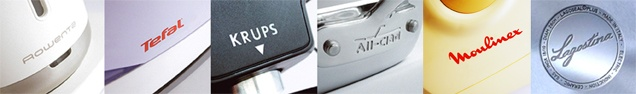 Rowenta
Tefal
KRUPS
All-Clad
Moulinex
Lagostina